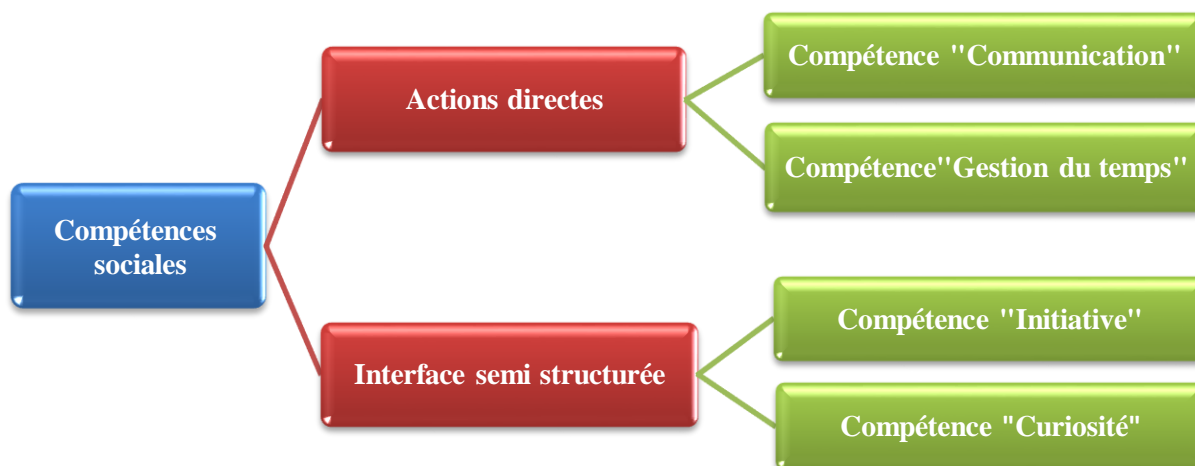 Compétences
sociales
Actions directes
Compétence "Communication"
Compétence"Gestion du temps"
Interface semi structurée
Compétence "Initiative"
Compétence "Curiosité"